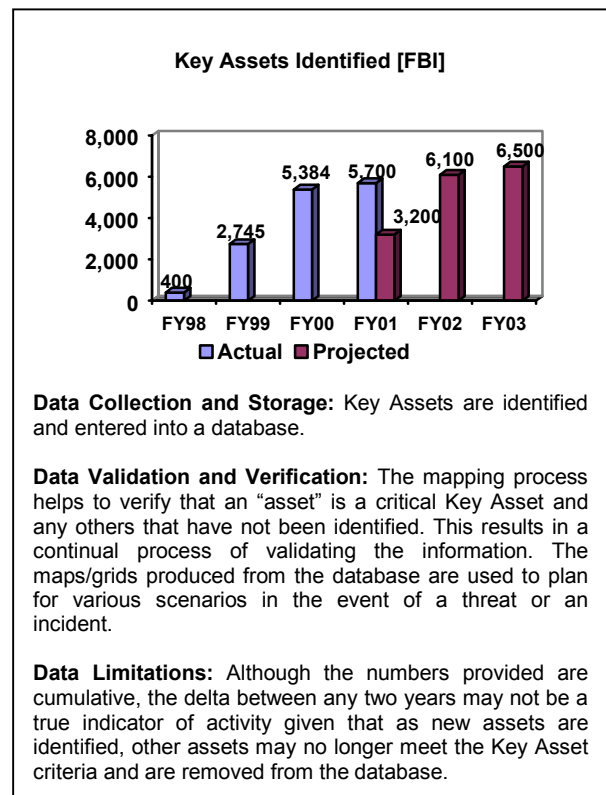 Key Assets Identified [FBI]
8,000
6,000
4,000
2,000
0
400
2,745
5,384
5,700
3,200
6,100
6,500
FY98 FY99 FY00 FY01 FY02 FY03
Actual Projected
Data Collection and Storage: Key Assets are identified
and entered into a database.
Data Validation and Verification: The mapping process
helps to verify that an “asset” is a critical Key Asset and
any others that have not been identified. This results in a
continual process of validating the information. The
maps/grids produced from the database are used to plan
for various scenarios in the event of a threat or an
incident.
Data Limitations: Although the numbers provided are
cumulative, the delta between any two years may not be a
true indicator of activity given that as new assets are
identified, other assets may no longer meet the Key Asset
criteria and are removed from the database.